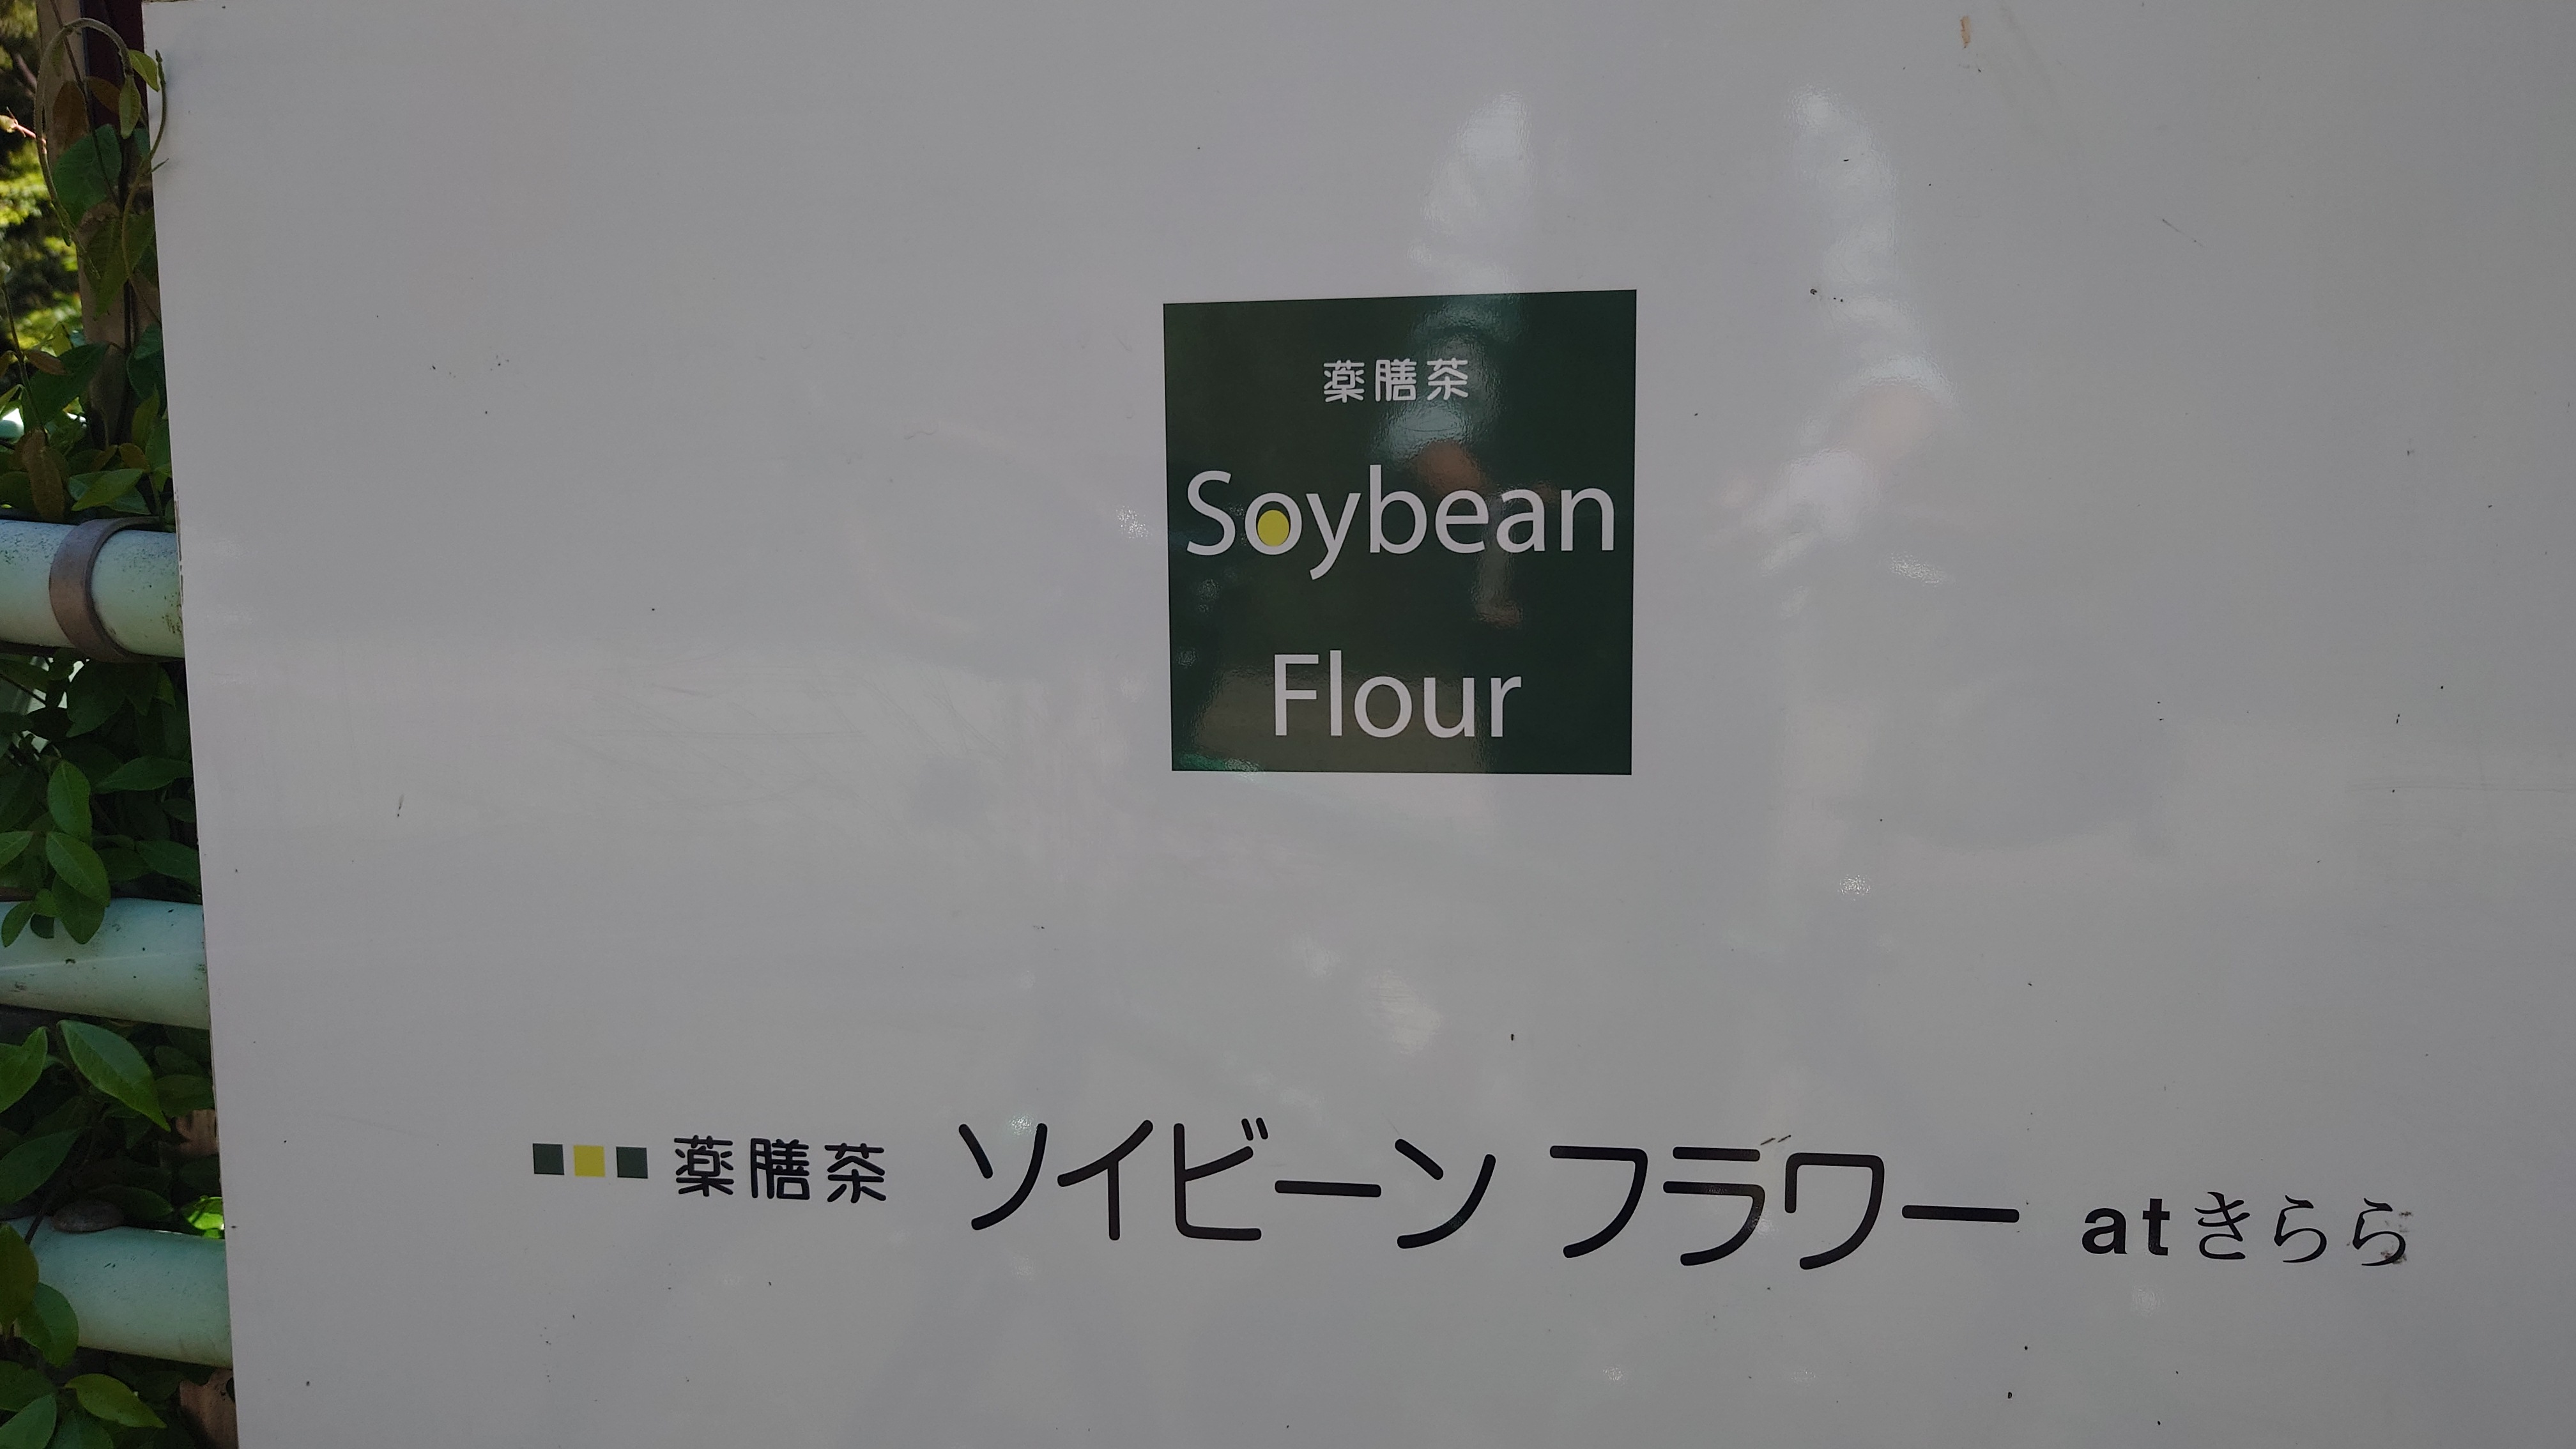 薬膳茶
Soybean
Flour
薬膳茶 ソイビーン フラワー atきらら